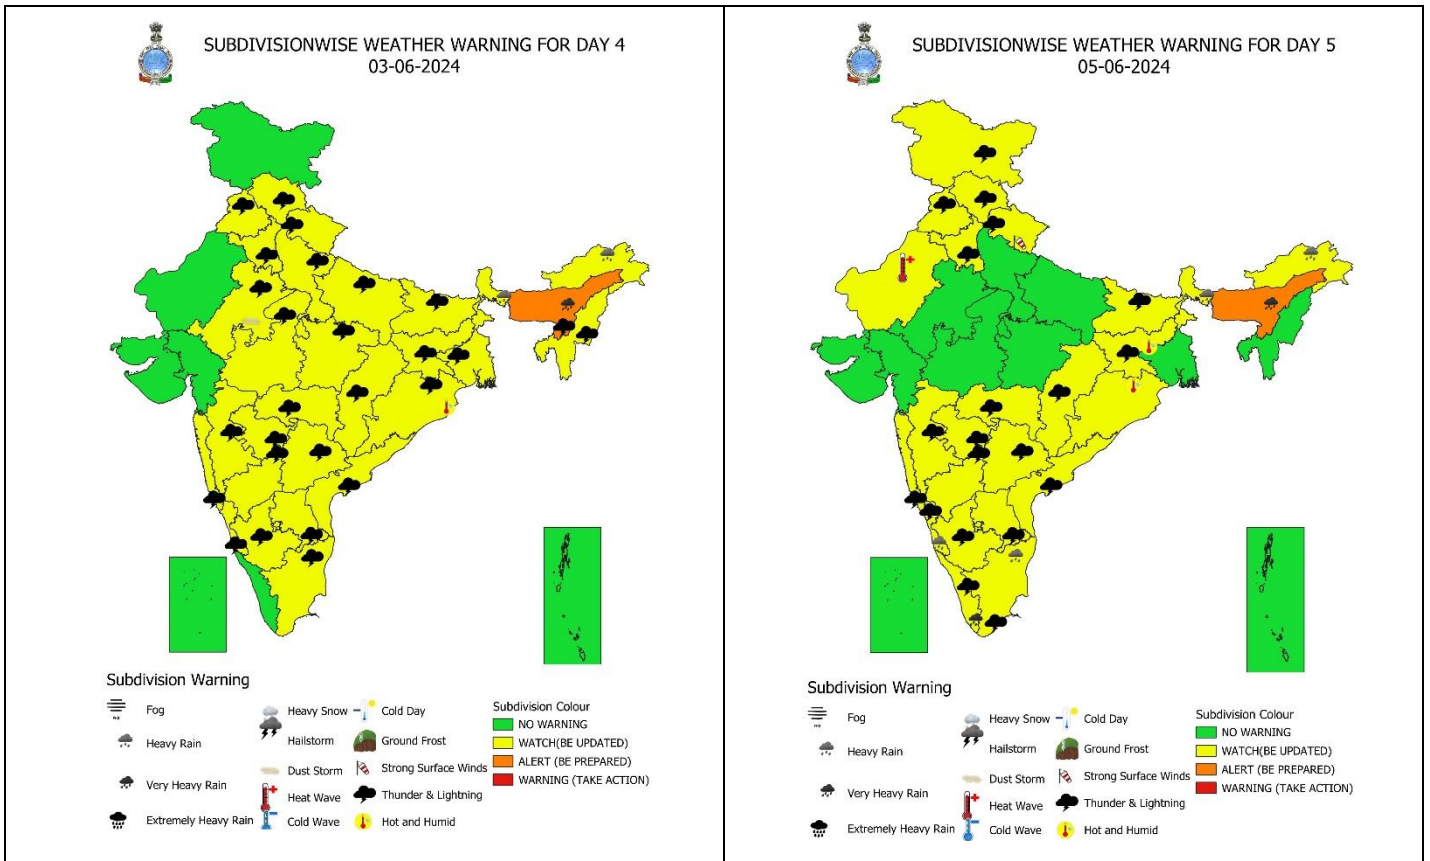 SUBDIVISIONWISE WEATHER WARNING FOR DAY 4
03-06-2024
Subdivision Warning
Fog
Heavy Rain
Very Heavy Rain
Extremely Heavy Rain
Heavy Snow
Hailstorm
Dust Storm
Heat Wave
Cold Wave
Cold Day
Ground Frost
Strong Surface Winds
Thunder & Lightning
Hot and Humid
Subdivision Colour
NO WARNING
WATCH(BE UPDATED)
ALERT (BE PREPARED)
WARNING (TAKE ACTION)
SUBDIVISIONWISE WEATHER WARNING FOR DAY 5
05-06-2024
Subdivision Warning
Fog
Heavy Rain
Very Heavy Rain
Extremely Heavy Rain
Heavy Snow
Hailstorm
Dust Storm
Heat Wave
Cold Wave
Cold Day
Ground Frost
Strong Surface Winds
Thunder & Lightning
Hot and Humid
Subdivision Colour
NO WARNING
WATCH(BE UPDATED)
ALERT (BE PREPARED)
WARNING (TAKE ACTION)